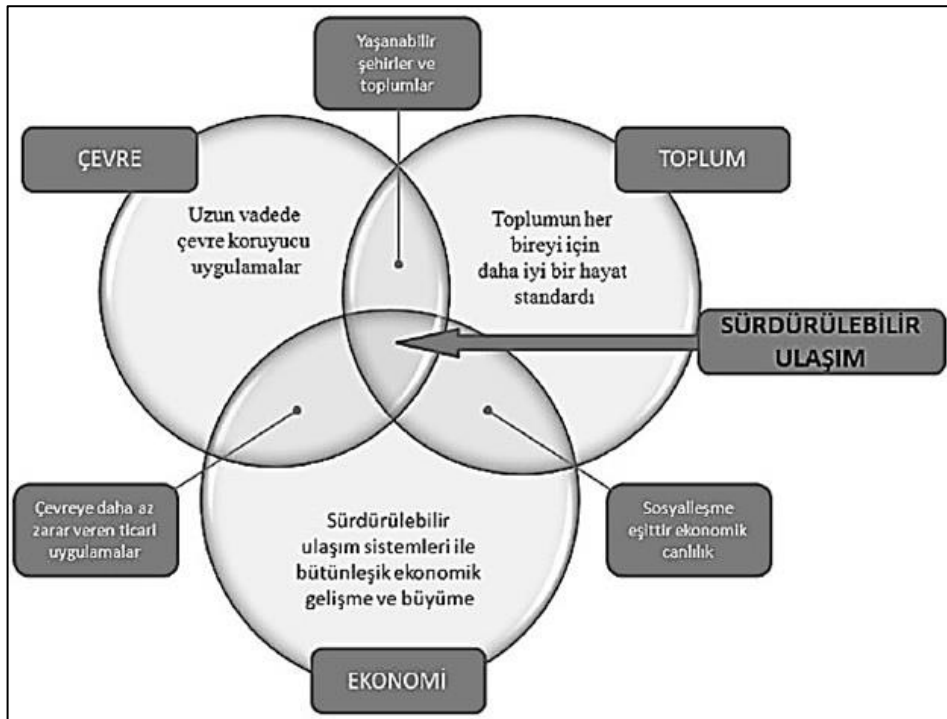 Yaşanabilir
şehirler ve
toplumlar
ÇEVRE
TOPLUM
Uzun vadede
çevre koruyucu
uygulamalar
Toplumun her
bireyi için
daha iyi bir hayat
standardı
SÜRDÜRÜLEBİLİR
ULAŞIM
Çevreye daha az
zarar veren ticari
uygulamalar
Sürdürülebilir
ulaşım sistemleri ile
bütünleşik ekonomik
gelişme ve büyüme
Sosyalleşme
eşittir ekonomik
canlılık
EKONOMİ